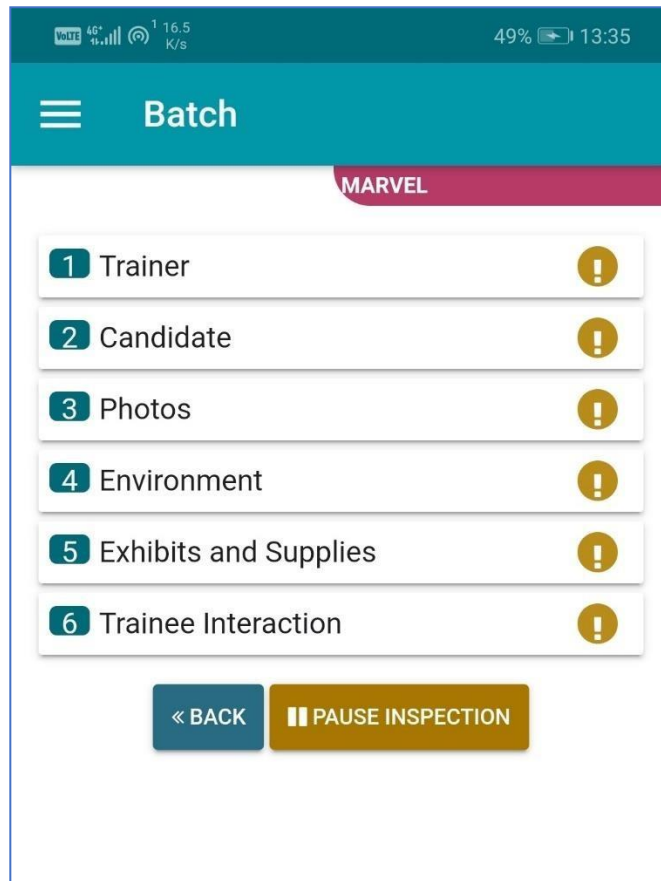 VoLTE 4G+ 1 16.5 K/s 49% 13:35
Batch
MARVEL
1 Trainer !
2 Candidate !
3 Photos !
4 Environment !
5 Exhibits and Supplies !
6 Trainee Interaction !
« BACK PAUSE INSPECTION